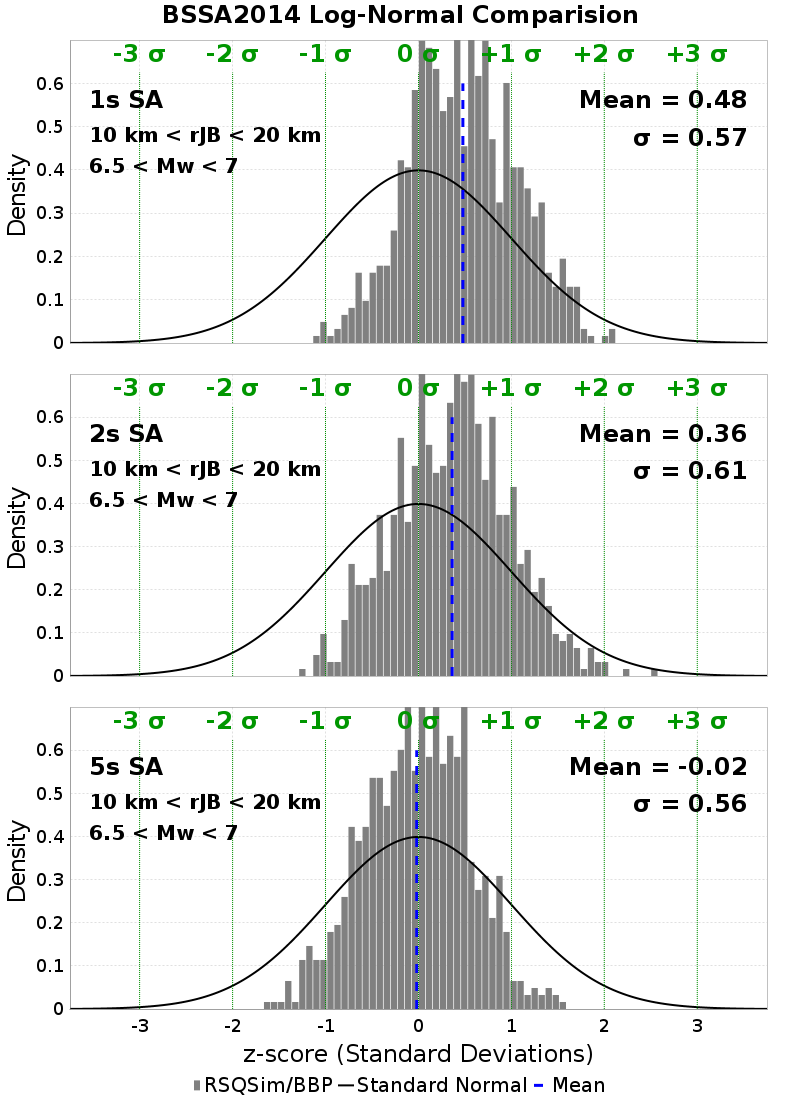 BSSA2014 Log-Normal Comparision
-3 σ -2 σ -1 σ 0 σ +1 σ +2 σ +3 σ
1s SA
Mean = 0.48
10 km < rJB < 20 km
σ = 0.57
6.5 < Mw < 7
Density
0.6
0.5
0.4
0.3
0.2
0.1
0
-3 σ -2 σ -1 σ 0 σ +1 σ +2 σ +3 σ
2s SA
Mean = 0.36
10 km < rJB < 20 km
σ = 0.61
6.5 < Mw < 7
Density
0.6
0.5
0.4
0.3
0.2
0.1
0
-3 σ -2 σ -1 σ 0 σ +1 σ +2 σ +3 σ
5s SA
Mean = -0.02
10 km < rJB < 20 km
σ = 0.56
6.5 < Mw < 7
Density
0.6
0.5
0.4
0.3
0.2
0.1
0
-3 -2 -1 0 1 2 3
z-score (Standard Deviations)
RSQSim/BBP Standard Normal Mean